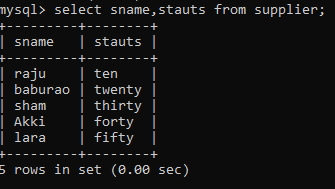 mysql> select sname,stauts from supplier;
+---------+--------+
| sname   | stauts |
+---------+--------+
| raju    | ten    |
| baburao | twenty |
| sham    | thirty |
| Akki    | forty  |
| lara    | fifty  |
+---------+--------+
5 rows in set (0.00 sec)